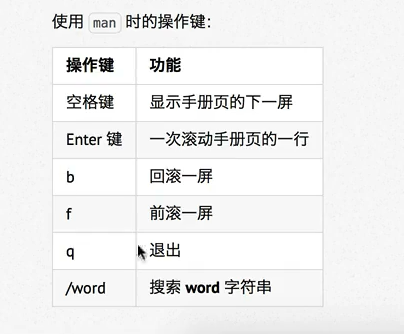 使用 man 时的操作键：
操作键 功能
空格键 显示手册页的下一屏
Enter 键 一次滚动手册页的一行
b 回滚一屏
f 前滚一屏
q 退出
/word 搜索 word 字符串